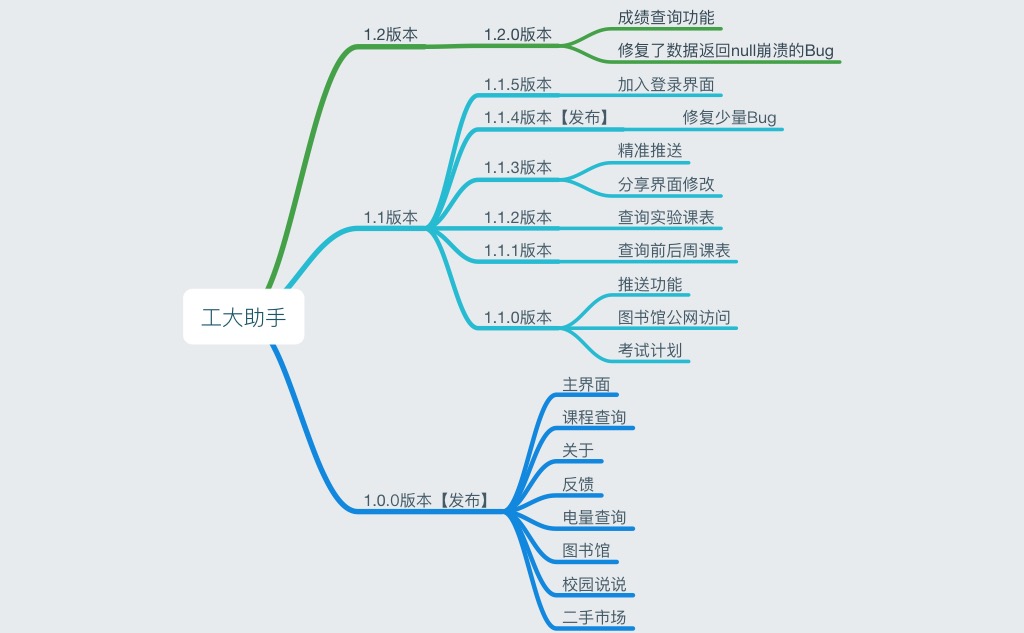 工大助手
1.2版本
1.2.0版本
成绩查询功能
修复了数据返回null崩溃的Bug
1.1版本
1.1.5版本
加入登录界面
1.1.4版本【发布】
修复少量Bug
1.1.3版本
精准推送
分享界面修改
1.1.2版本
查询实验课表
1.1.1版本
查询前后周课表
1.1.0版本
推送功能
图书馆公网访问
考试计划
1.0.0版本【发布】
主界面
课程查询
关于
反馈
电量查询
图书馆
校园说说
二手市场